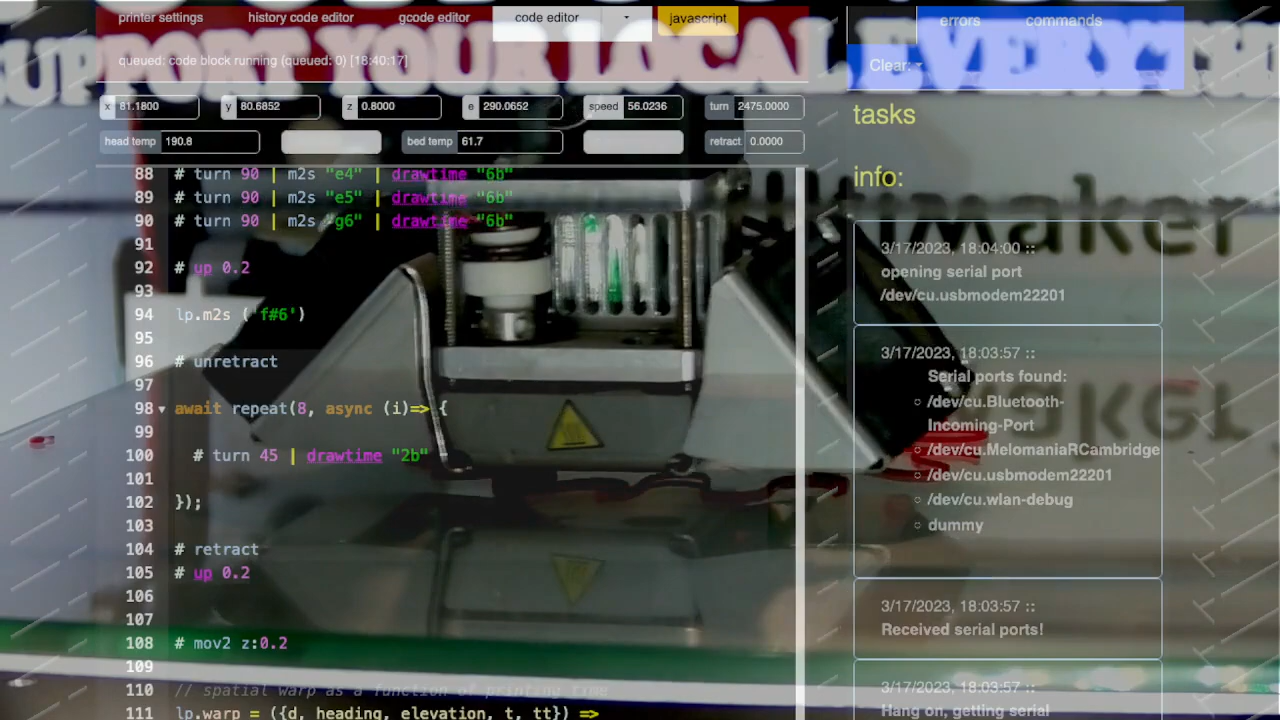 printer settings
history code editor
gcode editor
code editor
javascript
errors
commands
SUPPORT YOUR LOCAL EVERYTHI
queued: code block running (queued: 0) [18:40:17]
Clear:
x 81.1800
y 80.6852
z 0.8000
e 290.0652
speed 56.0236
turn 2475.0000
head temp 190.8
bed temp 61.7
retract 0.0000
88 # turn 90 | m2s "e4" | drawtime "6b"
89 # turn 90 | m2s "e5" | drawtime "6b"
90 # turn 90 | m2s "g6" | drawtime "6b"
91
92 # up 0.2
93
94 lp.m2s ('f#6')
95
96 # unretract
97
98 await repeat(8, async (i)=> {
99
100 # turn 45 | drawtime "2b"
101
102 });
103
104 # retract
105 # up 0.2
106
107
108 # mov2 z:0.2
109
110 // spatial warp as a function of printing time
111 lp.warp = ({d, heading, elevation, t, tt}) =>
tasks
info:
ltimaker
3/17/2023, 18:04:00 ::
opening serial port
/dev/cu.usbmodem22201
3/17/2023, 18:03:57 ::
Serial ports found:
/dev/cu.Bluetooth-
Incoming-Port
/dev/cu.MelomaniaRCambridge
/dev/cu.usbmodem22201
/dev/cu.wlan-debug
dummy
3/17/2023, 18:03:57 ::
Received serial ports!
3/17/2023, 18:03:57 ::
Hang on, getting serial